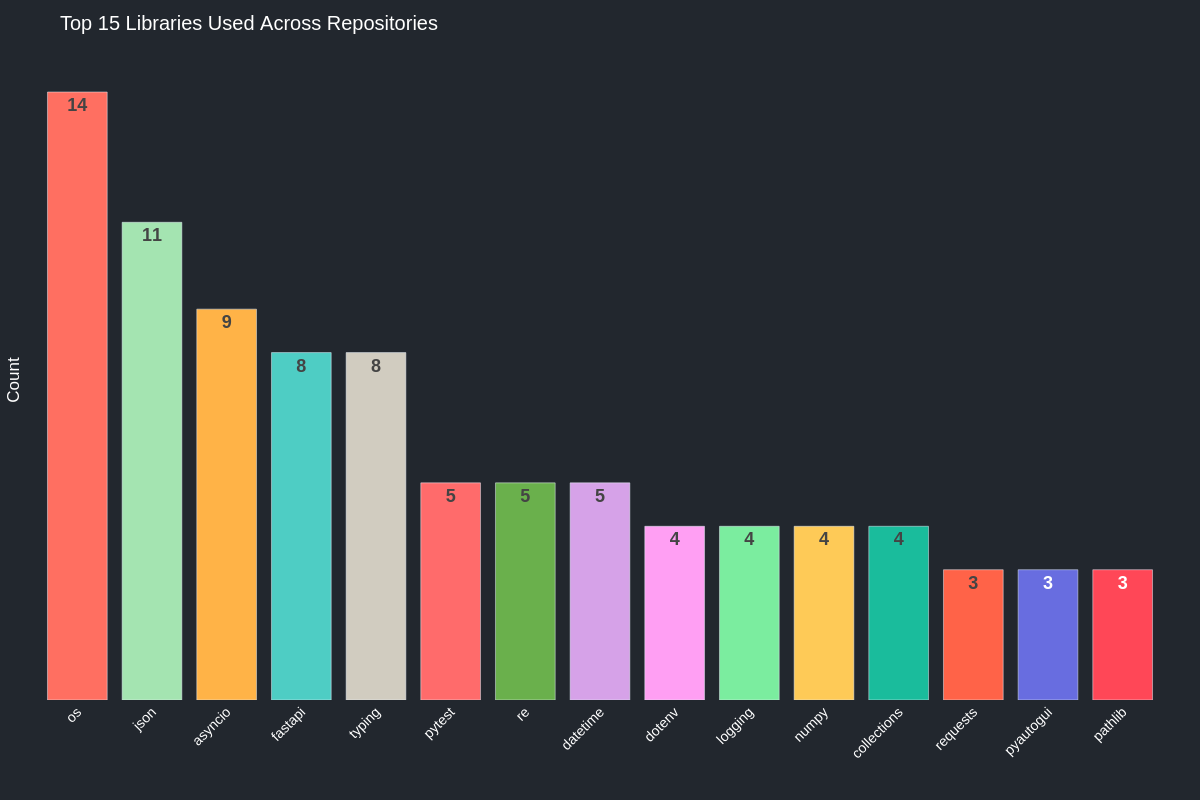 Top 15 Libraries Used Across Repositories
Count
14
11
9
8
8
5
5
5
4
4
4
4
3
3
3
os
json
asyncio
fastapi
typing
pytest
re
datetime
dotenv
logging
numpy
collections
requests
pyautogui
pathlib